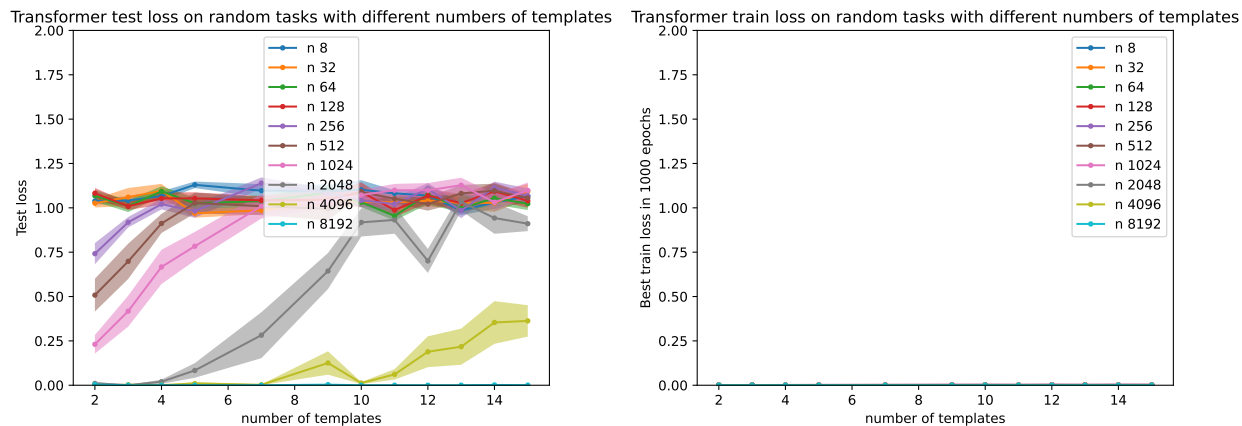 Transformer test loss on random tasks with different numbers of templates
2.00
1.75
1.50
1.25
1.00
0.75
0.50
0.25
0.00
Test loss
2
4
6
8
10
12
14
number of templates
n 8
n 32
n 64
n 128
n 256
n 512
n 1024
n 2048
n 4096
n 8192
Transformer train loss on random tasks with different numbers of templates
2.00
1.75
1.50
1.25
1.00
0.75
0.50
0.25
0.00
Best train loss in 1000 epochs
2
4
6
8
10
12
14
number of templates
n 8
n 32
n 64
n 128
n 256
n 512
n 1024
n 2048
n 4096
n 8192